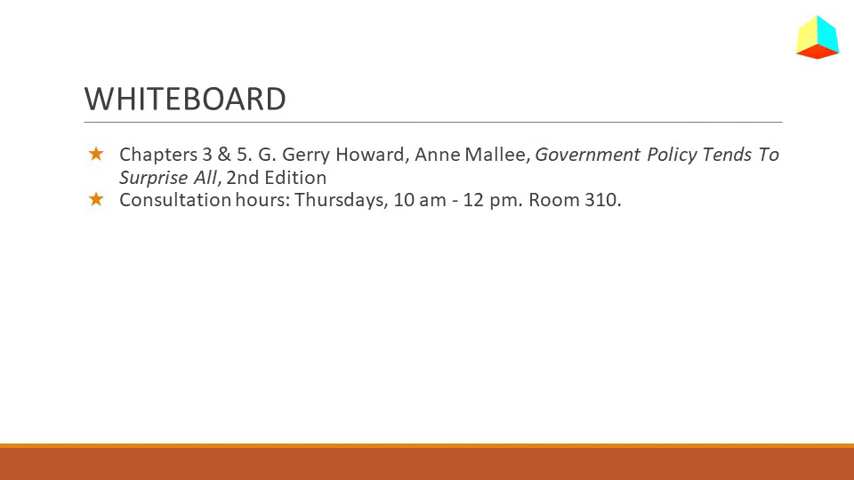 WHITEBOARD
Chapters 3 & 5. G. Gerry Howard, Anne Mallee, Government Policy Tends To
Surprise All, 2nd Edition
Consultation hours: Thursdays, 10 am - 12 pm. Room 310.